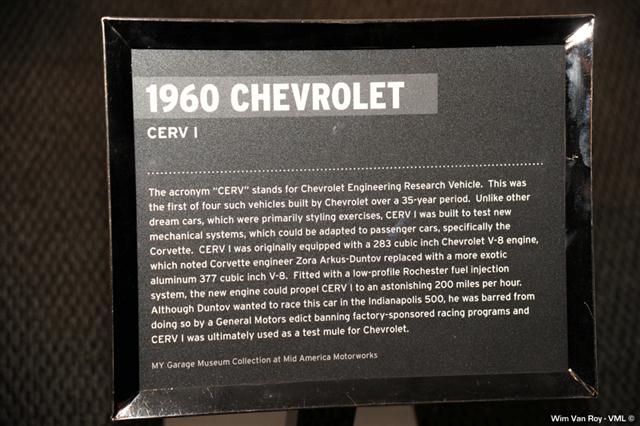 1960 CHEVROLET
CERV I
The acronym "CERV" stands for Chevrolet Engineering Research Vehicle. This was
the first of four such vehicles built by Chevrolet over a 35-year period. Unlike other
dream cars, which were primarily styling exercises, CERV I was built to test new
mechanical systems, which could be adapted to passenger cars, specifically the
Corvette. CERV I was originally equipped with a 283 cubic inch Chevrolet V-8 engine,
which noted Corvette engineer Zora Arkus-Duntov replaced with a more exotic
aluminum 377 cubic inch V-8. Fitted with a low-profile Rochester fuel injection
system, the new engine could propel CERV I to an astonishing 200 miles per hour.
Although Duntov wanted to race this car in the Indianapolis 500, he was barred from
doing so by a General Motors edict banning factory-sponsored racing programs and
CERV I was ultimately used as a test mule for Chevrolet.
MY Garage Museum Collection at Mid America Motorworks
Wim Van Roy - VML ©